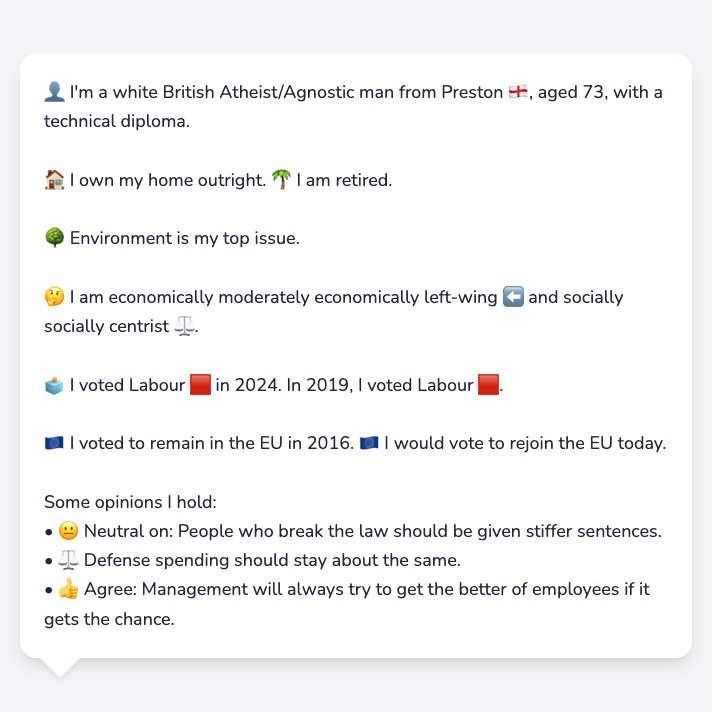 👤 I'm a white British Atheist/Agnostic man from Preston 🏴󠁧󠁢󠁥󠁮󠁧󠁿, aged 73, with a
technical diploma.
🏠 I own my home outright. 🌴 I am retired.
🌳 Environment is my top issue.
🤔 I am economically moderately economically left-wing ⬅️ and socially
socially centrist ⚖️.
🗳️ I voted Labour 🟥 in 2024. In 2019, I voted Labour 🟥.
🇪🇺 I voted to remain in the EU in 2016. 🇪🇺 I would vote to rejoin the EU today.
Some opinions I hold:
• 😐 Neutral on: People who break the law should be given stiffer sentences.
• ⚖️ Defense spending should stay about the same.
• 👍 Agree: Management will always try to get the better of employees if it
gets the chance.